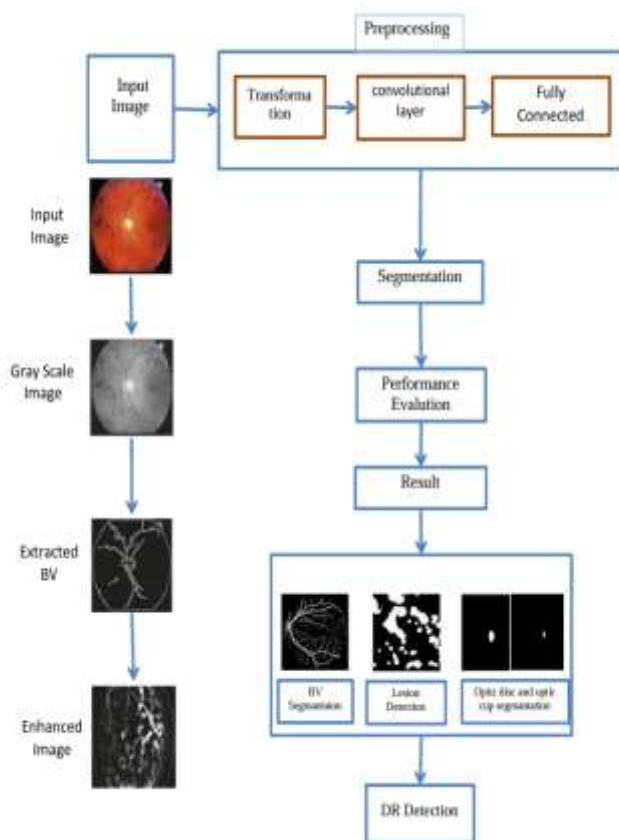 Preprocessing
Input
Image
Transforma
tion
convolutional
layer
Fully
Connected
Input
Image
Segmentation
Gray Scale
Image
Performance
Evalution
Result
Extracted
BV
BV
Segmentation
Lesion
Detection
Optic disc and optic
cup segmentation
Enhanced
Image
DR Detection